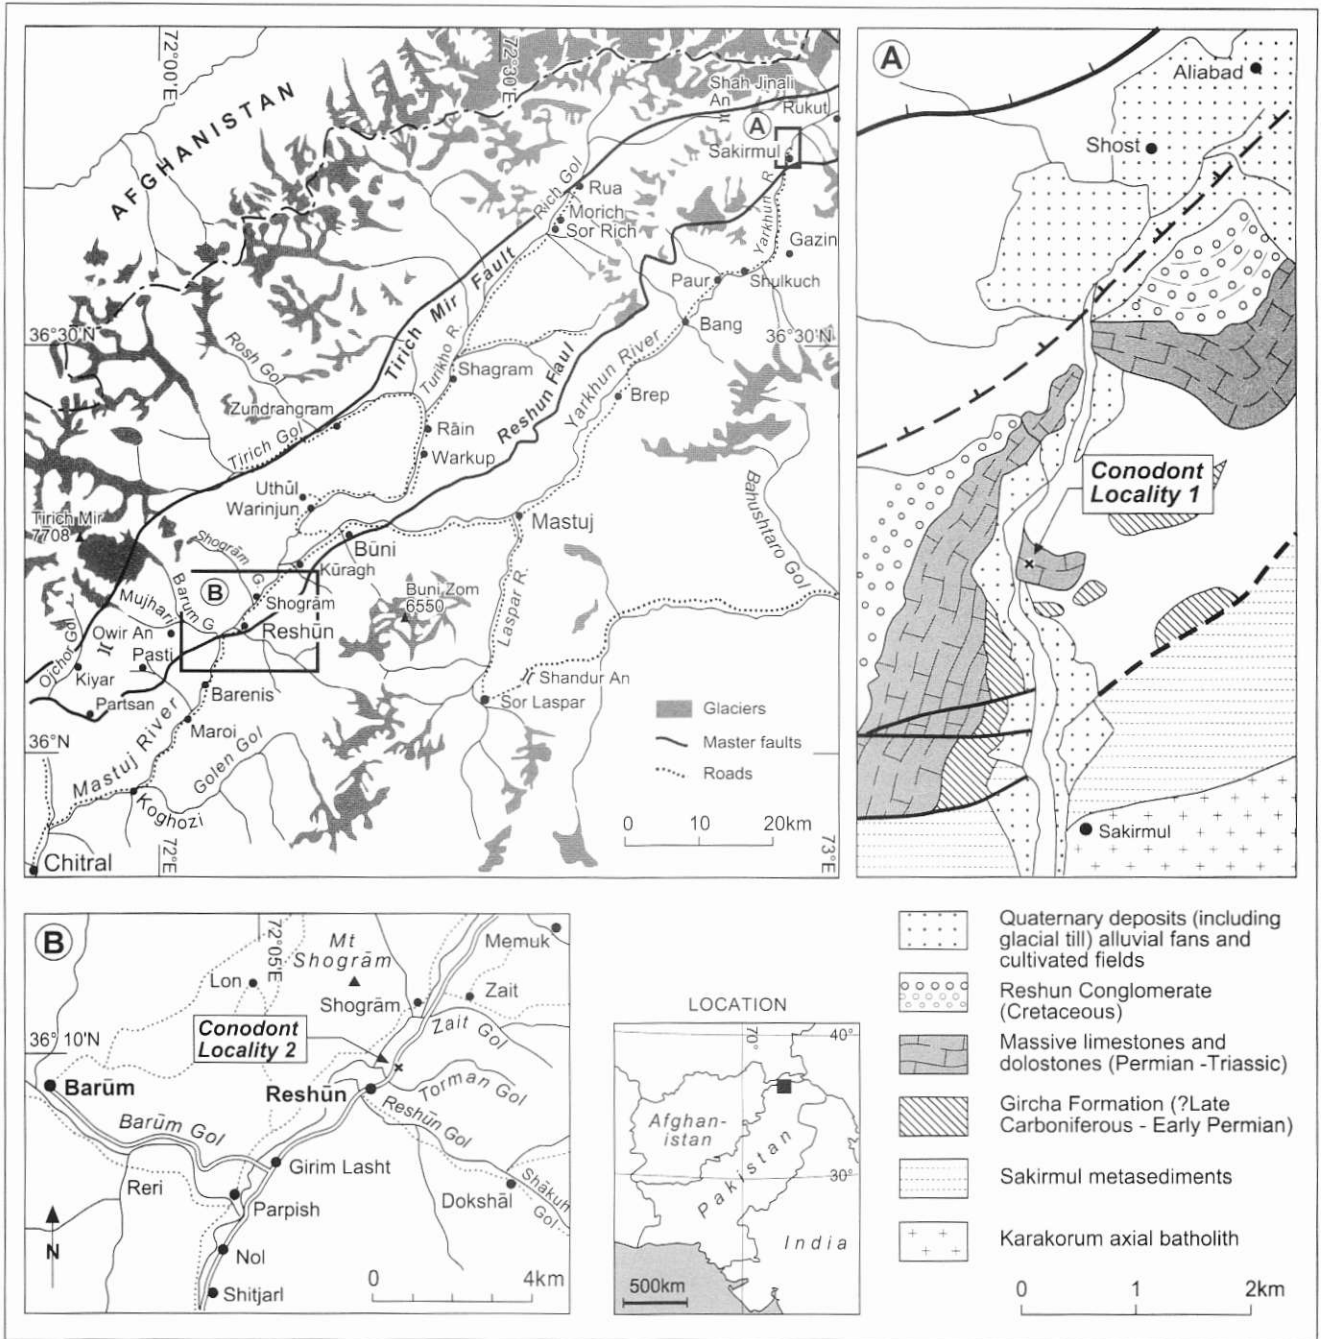 72°00'E
72°30'E
AFGHANISTAN
Shah Jinali
An
Rukut
A
Sakirmul
Rich Gol
Rua
Morich
Sor Rich
Yarkhun R.
Gazin
Tirich Mir Fault
Paur
Shulkuch
36°30'N
Bang
36°30'N
Rosh Gol
Turikho R.
Reshun Faul
Yarkhun River
Shagram
Brep
Zundrangram
Tirich Gol
Rāin
Warkup
Uthūl
Warinjun
Bahushtaro Gol
Tirich Mir
7708
Mastuj
Shogrām G.
Būni
Kūragh
B
Barum G.
Mujhari
Shogrām
Buni Zom
6550
Laspar R.
Ojchor Gol
Owir An
Reshūn
Pasti
Kiyar
Shandur An
Barenis
Partsan
Sor Laspar
Maroi
Glaciers
36°N
Mastuj River
Golen Gol
Master faults
Roads
Koghozi
0
10
20km
Chitral
72°E
73°E
A
Aliabad
Shost
Conodont
Locality 1
Sakirmul
B
72°05'E
Mt
Shogrām
Memuk
Lon
Shogrām
Zait
Conodont
Locality 2
Zait Gol
36°10'N
Barūm
Reshūn
Torman Gol
Barūm Gol
Reshūn Gol
Girim Lasht
Reri
Dokshāl
Shākuh
Gol
Parpish
N
Nol
0
4km
Shitjarl
LOCATION
70°
40°
Afghan-
istan
Pakistan
30°
India
500km
Quaternary deposits (including
glacial till) alluvial fans and
cultivated fields
Reshun Conglomerate
(Cretaceous)
Massive limestones and
dolostones (Permian -Triassic)
Gircha Formation (?Late
Carboniferous - Early Permian)
Sakirmul metasediments
Karakorum axial batholith
0
1
2km